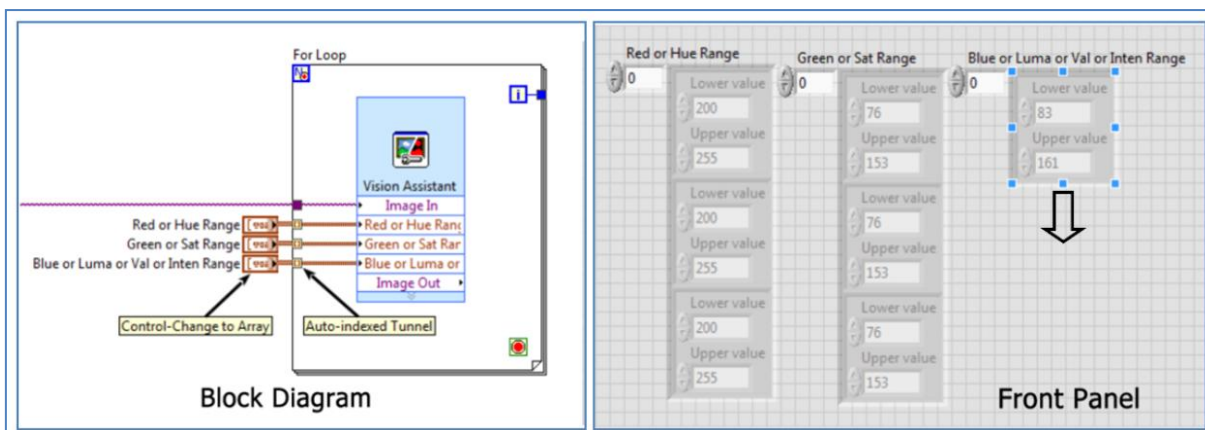 For Loop
N
i
Vision Assistant
Image In
Red or Hue Range
Red or Hue Rang
Green or Sat Range
Green or Sat Rar
Blue or Luma or Val or Inten Range
Blue or Luma or
Image Out
Control-Change to Array
Auto-indexed Tunnel
Block Diagram
Red or Hue Range
Green or Sat Range
Blue or Luma or Val or Inten Range
0
Lower value
200
Upper value
255
Lower value
200
Upper value
255
Lower value
200
Upper value
255
0
Lower value
76
Upper value
153
Lower value
76
Upper value
153
Lower value
76
Upper value
153
0
Lower value
83
Upper value
161
Front Panel